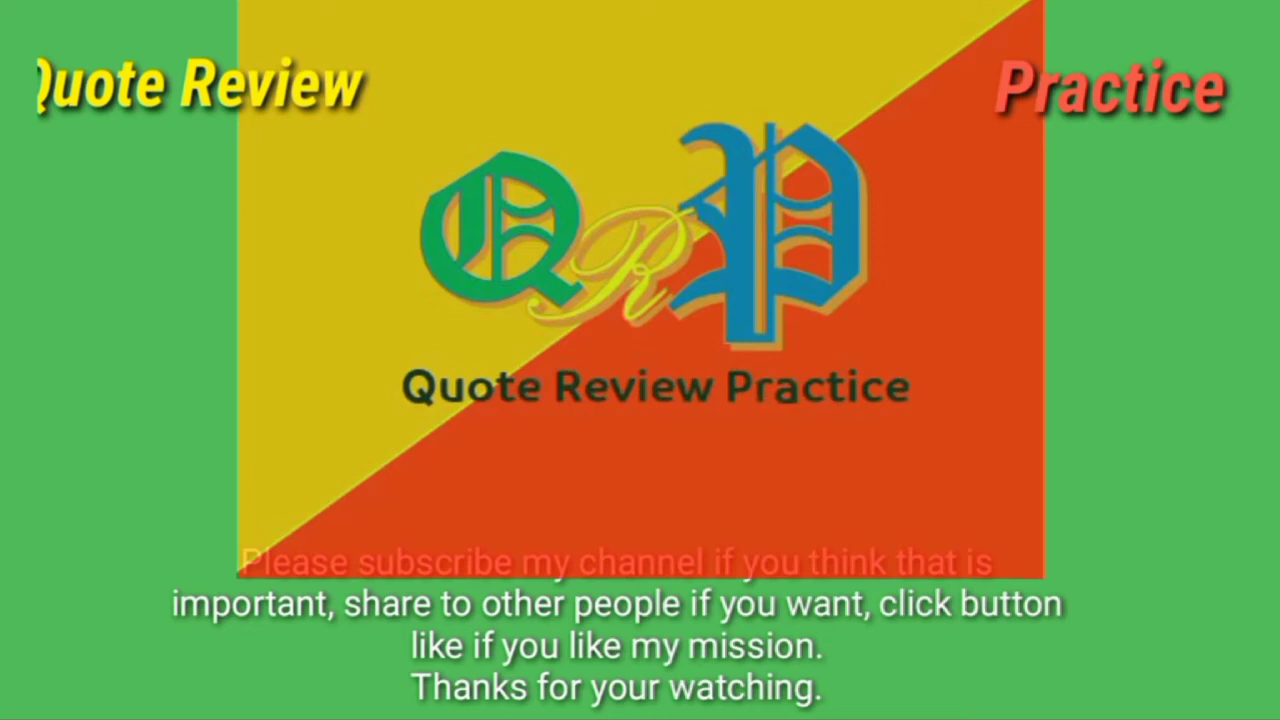 Quote Review Practice
QRP
Quote Review Practice
Please subscribe my channel if you think that is
important, share to other people if you want, click button
like if you like my mission.
Thanks for your watching.